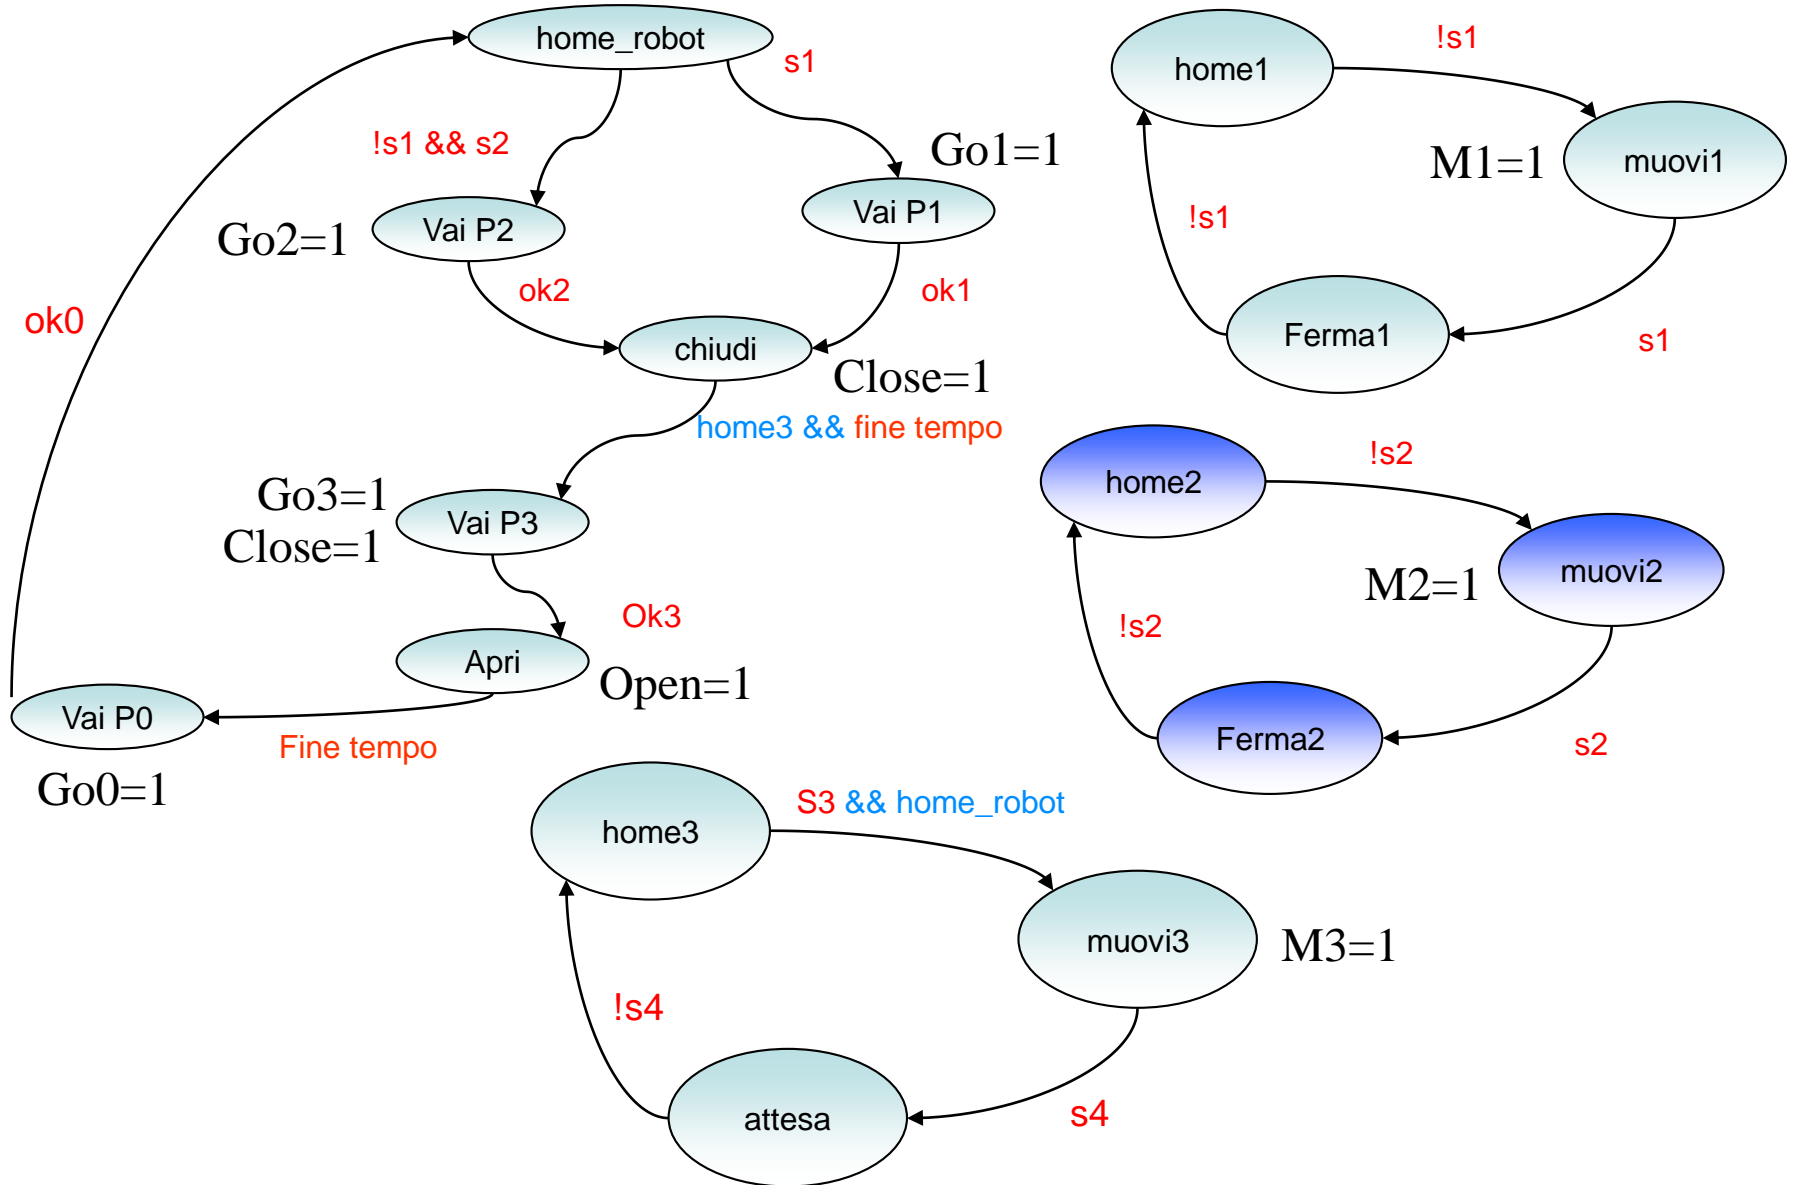 home_robot
s1
!s1 && s2
Go1=1
Vai P1
Vai P2
Go2=1
ok2
ok1
ok0
chiudi
Close=1
home3 && fine tempo
Go3=1
Vai P3
Close=1
Ok3
Apri
Open=1
Vai P0
Fine tempo
Go0=1
home1
!s1
muovi1
M1=1
!s1
Ferma1
s1
home2
!s2
muovi2
M2=1
!s2
Ferma2
s2
home3
S3 && home_robot
muovi3
M3=1
!s4
attesa
s4